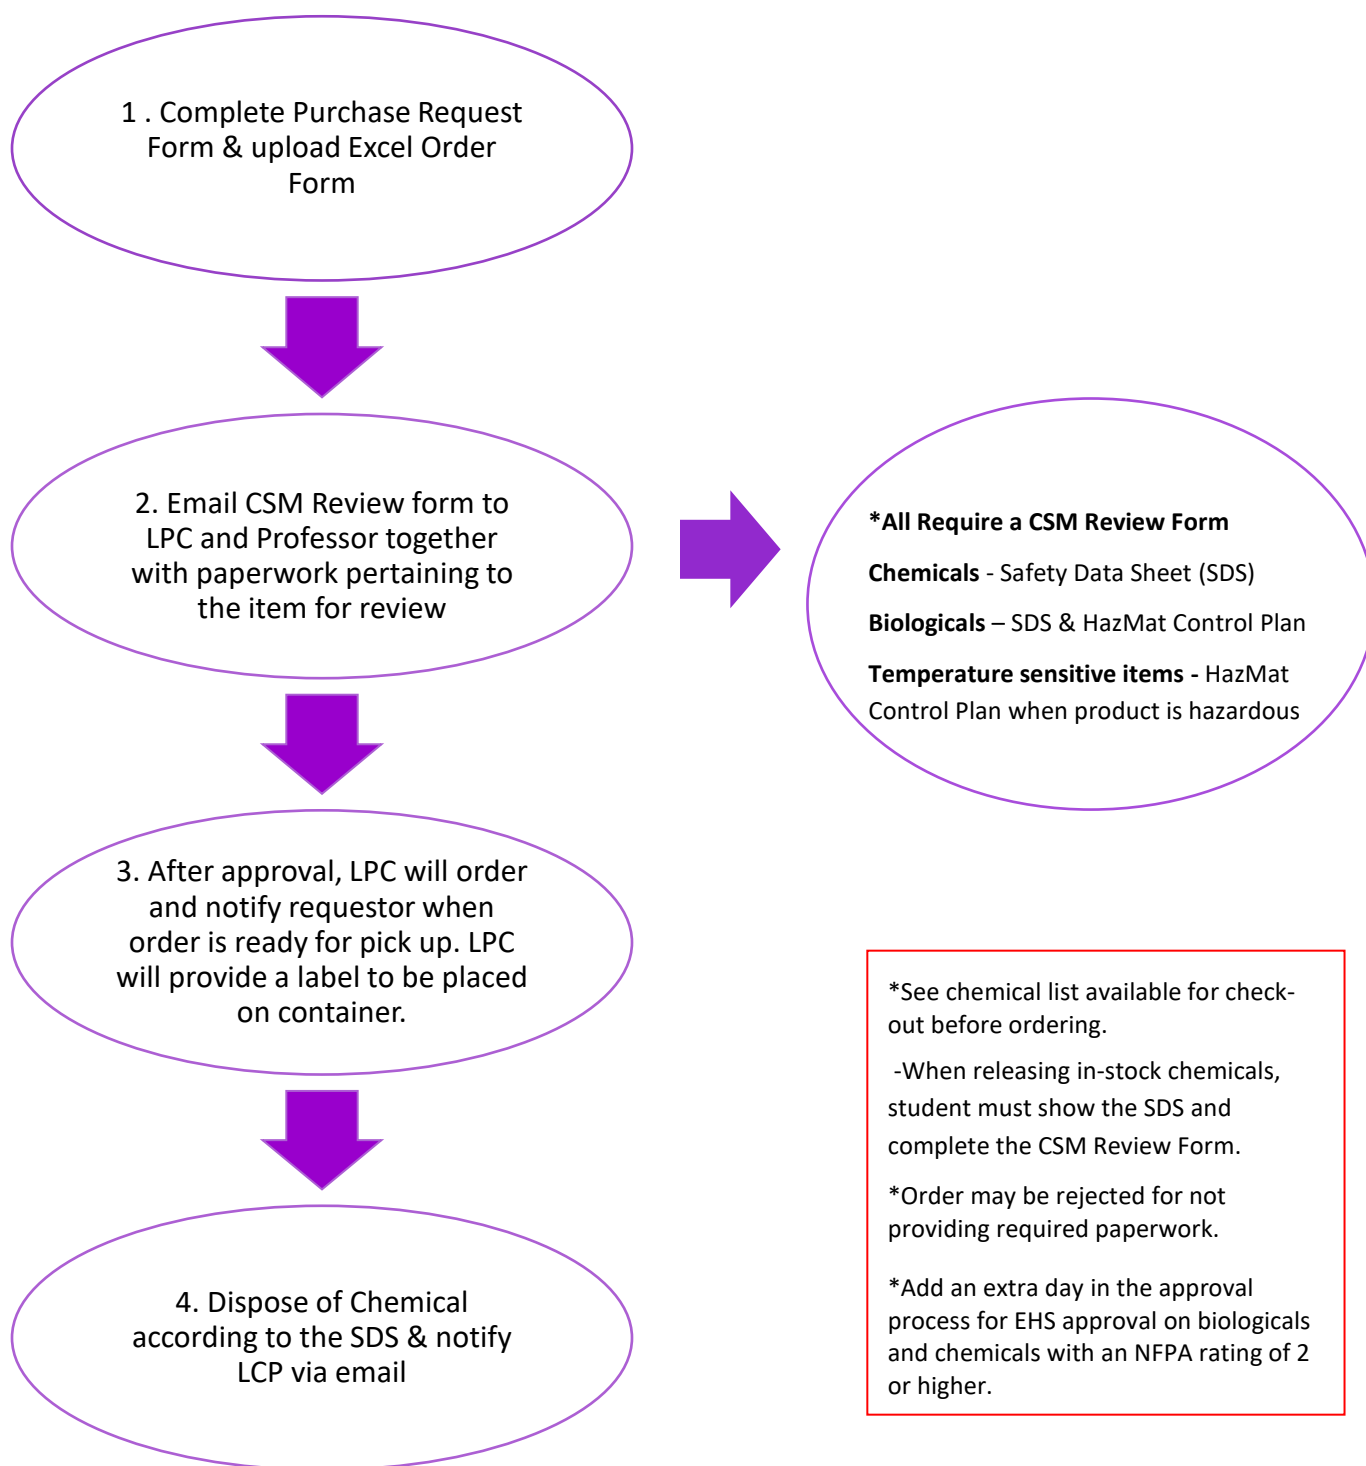 1 . Complete Purchase Request
Form & upload Excel Order
Form
2. Email CSM Review form to
LPC and Professor together
with paperwork pertaining to
the item for review
*All Require a CSM Review Form
Chemicals - Safety Data Sheet (SDS)
Biologicals – SDS & HazMat Control Plan
Temperature sensitive items - HazMat
Control Plan when product is hazardous
3. After approval, LPC will order
and notify requestor when
order is ready for pick up. LPC
will provide a label to be placed
on container.
*See chemical list available for check-
out before ordering.
-When releasing in-stock chemicals,
student must show the SDS and
complete the CSM Review Form.
*Order may be rejected for not
providing required paperwork.
*Add an extra day in the approval
process for EHS approval on biologicals
and chemicals with an NFPA rating of 2
or higher.
4. Dispose of Chemical
according to the SDS & notify
LCP via email